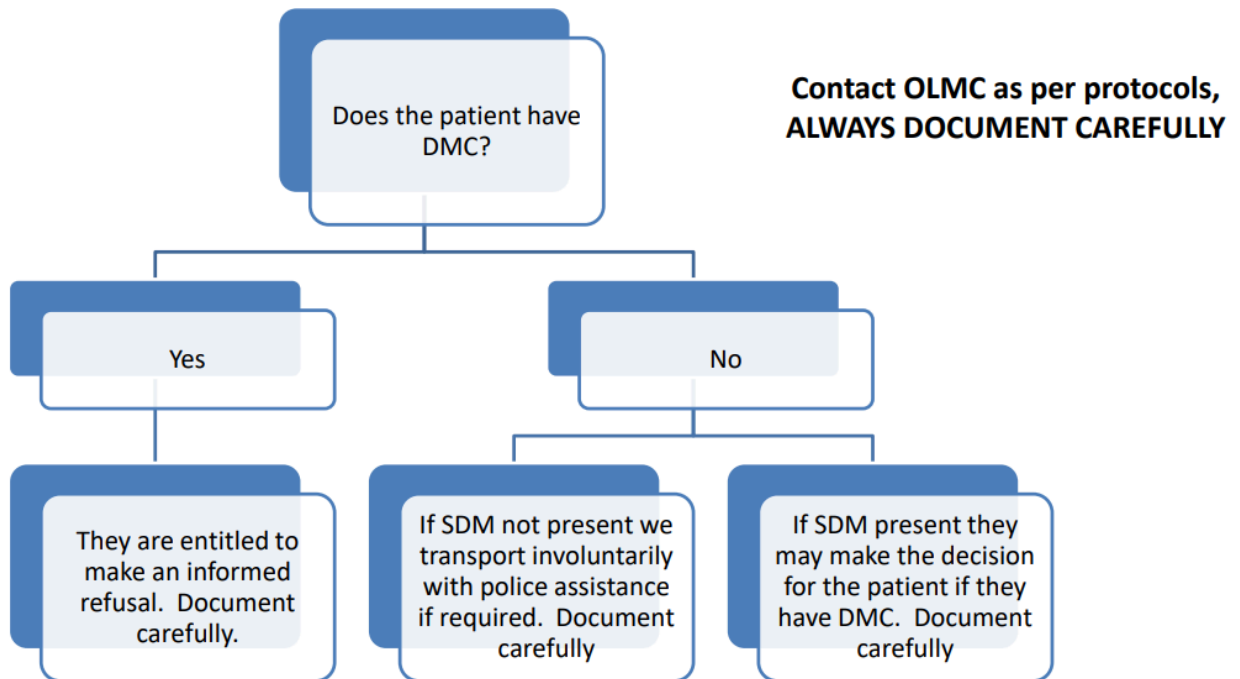 Does the patient have
DMC?
Contact OLMC as per protocols,
ALWAYS DOCUMENT CAREFULLY
Yes
No
They are entitled to
make an informed
refusal.  Document
carefully.
If SDM not present we
transport involuntarily
with police assistance
if required.  Document
carefully
If SDM present they
may make the decision
for the patient if they
have DMC.  Document
carefully